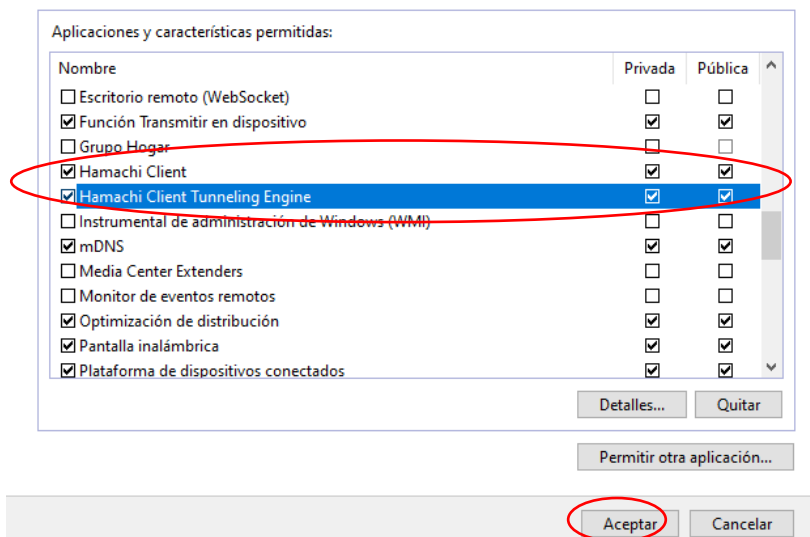 Aplicaciones y características permitidas:
Nombre Privada Pública
Escritorio remoto (WebSocket)
Función Transmitir en dispositivo
Grupo Hogar
Hamachi Client
Hamachi Client Tunneling Engine
Instrumental de administración de Windows (WMI)
mDNS
Media Center Extenders
Monitor de eventos remotos
Optimización de distribución
Pantalla inalámbrica
Plataforma de dispositivos conectados
Detalles... Quitar
Permitir otra aplicación...
Aceptar Cancelar